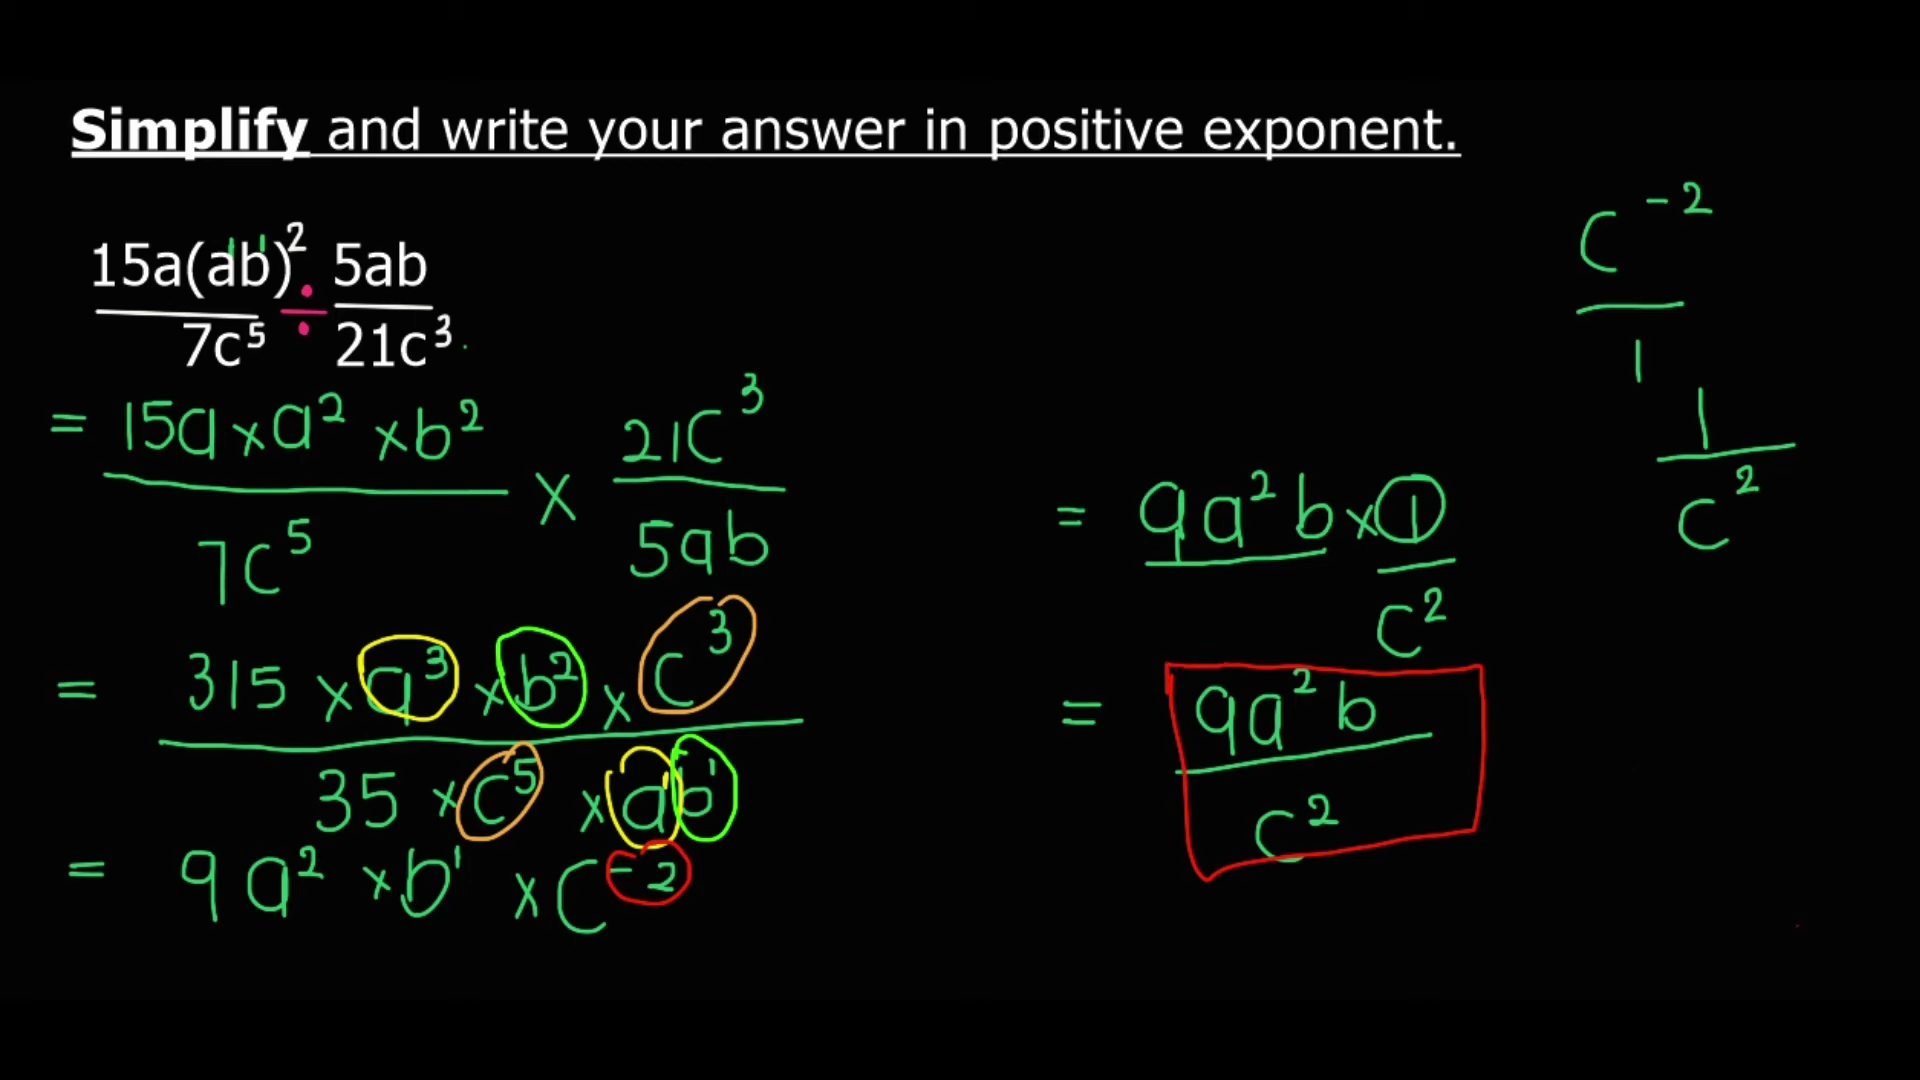 Simplify and write your answer in positive exponent.
15a(ab)² ÷ 5ab
7c⁵ 21c³
= 15a × a² × b² × 21c³
7c⁵ 5ab
= 315 × a³ × b² × c³
35 × c⁵ × a¹b¹
= 9a² × b¹ × c⁻²
= 9a²b × 1
c²
= 9a²b
c²
c⁻²
1
1
c²